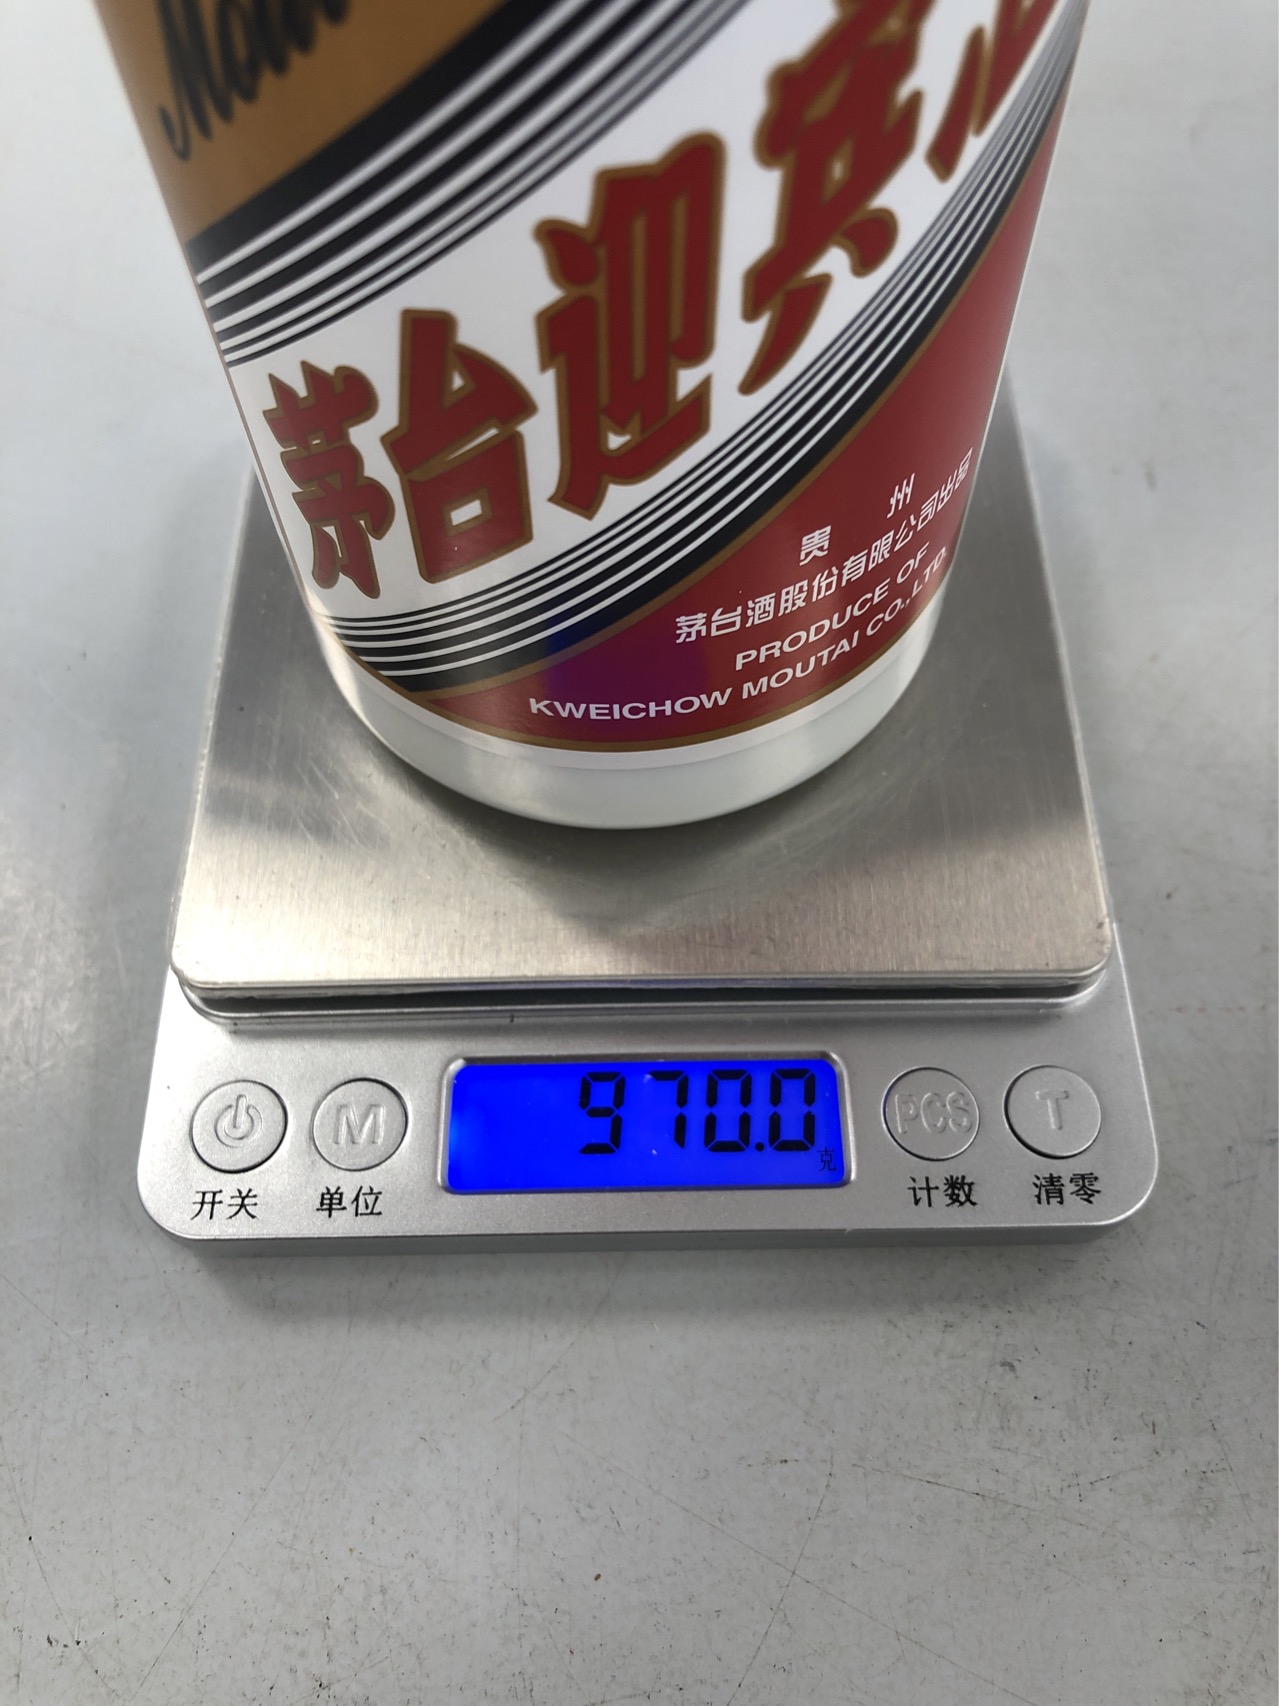 茅台迎宾
贵 州
茅台酒股份有限公司出品
PRODUCE OF
KWEICHOW MOUTAI CO.,LTD.
970.0
克
M
PCS
T
开关
单位
计数
清零